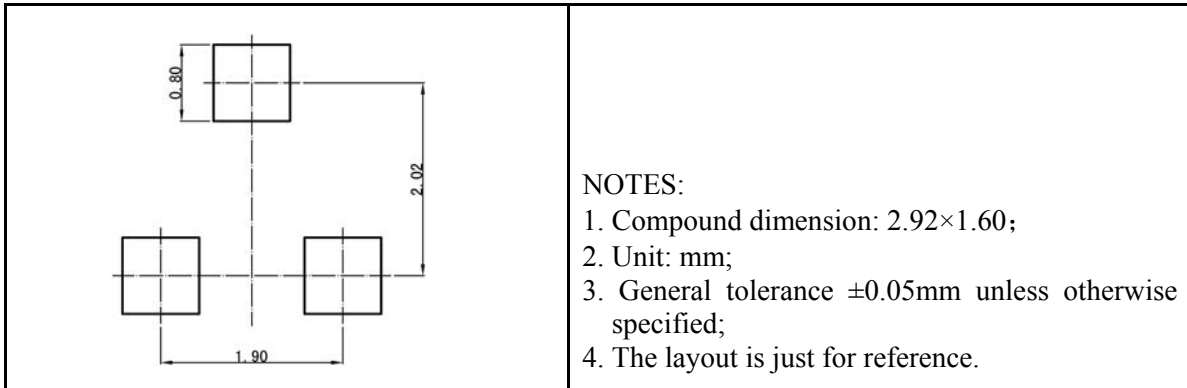 0.80
2.02
1.90
NOTES:
1. Compound dimension: 2.92×1.60；
2. Unit: mm;
3. General tolerance ±0.05mm unless otherwise
specified;
4. The layout is just for reference.